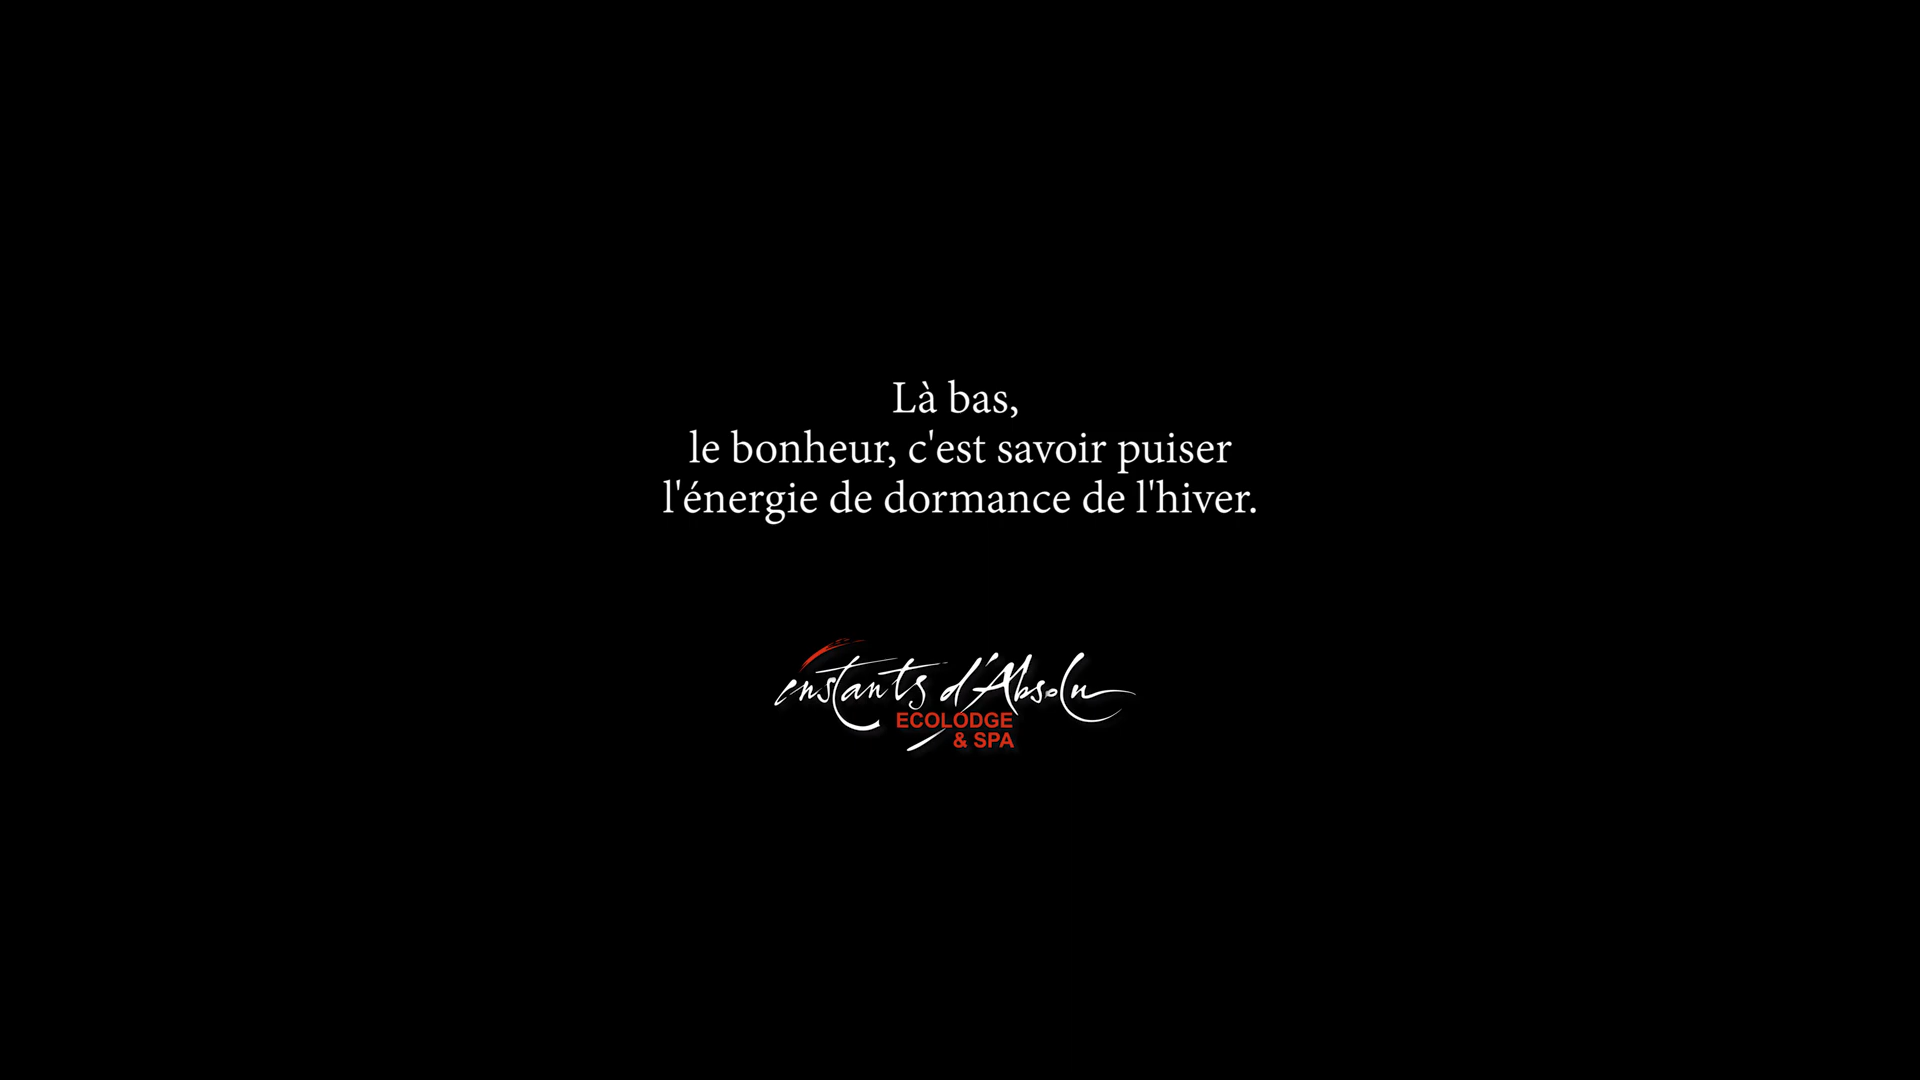 Là bas,
le bonheur, c'est savoir puiser
l'énergie de dormance de l'hiver.
instants d'Absolu
ECOLODGE
& SPA